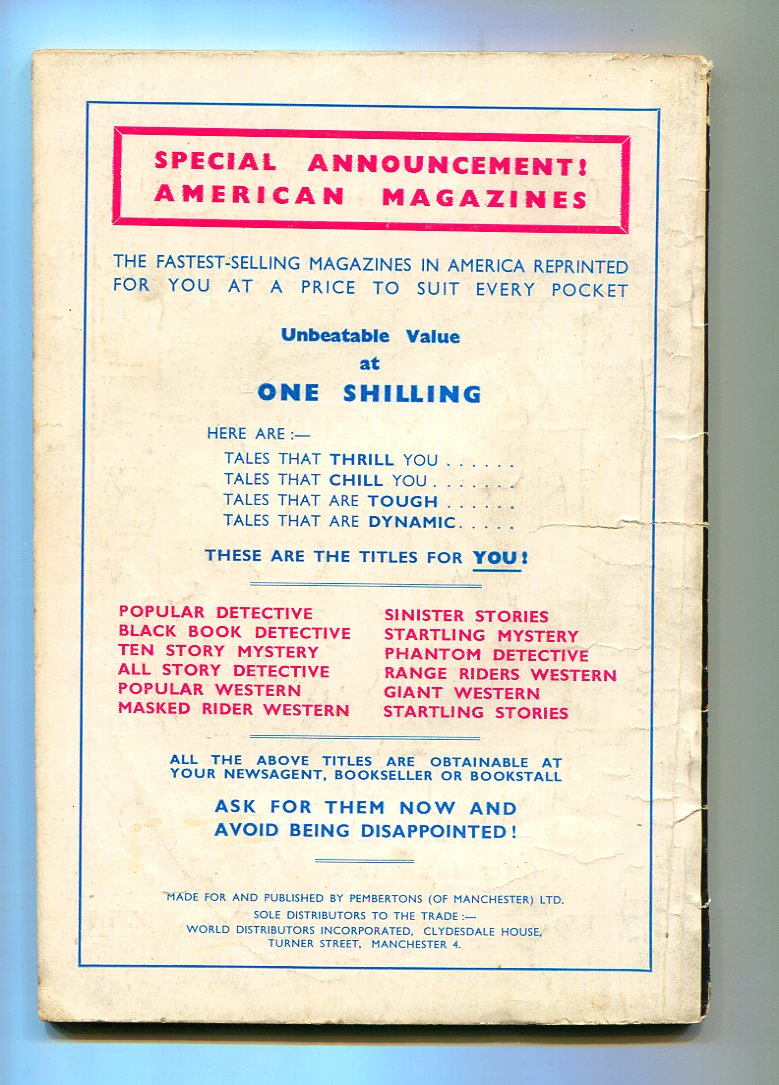 SPECIAL ANNOUNCEMENT!
AMERICAN MAGAZINES
THE FASTEST-SELLING MAGAZINES IN AMERICA REPRINTED
FOR YOU AT A PRICE TO SUIT EVERY POCKET
Unbeatable Value
at
ONE SHILLING
HERE ARE :—
TALES THAT THRILL YOU . . . . . .
TALES THAT CHILL YOU . . . . . . .
TALES THAT ARE TOUGH . . . . . .
TALES THAT ARE DYNAMIC. . . . .
THESE ARE THE TITLES FOR YOU!
POPULAR DETECTIVE
BLACK BOOK DETECTIVE
TEN STORY MYSTERY
ALL STORY DETECTIVE
POPULAR WESTERN
MASKED RIDER WESTERN
SINISTER STORIES
STARTLING MYSTERY
PHANTOM DETECTIVE
RANGE RIDERS WESTERN
GIANT WESTERN
STARTLING STORIES
ALL THE ABOVE TITLES ARE OBTAINABLE AT
YOUR NEWSAGENT, BOOKSELLER OR BOOKSTALL
ASK FOR THEM NOW AND
AVOID BEING DISAPPOINTED !
MADE FOR AND PUBLISHED BY PEMBERTONS (OF MANCHESTER) LTD.
SOLE DISTRIBUTORS TO THE TRADE :—
WORLD DISTRIBUTORS INCORPORATED, CLYDESDALE HOUSE,
TURNER STREET, MANCHESTER 4.